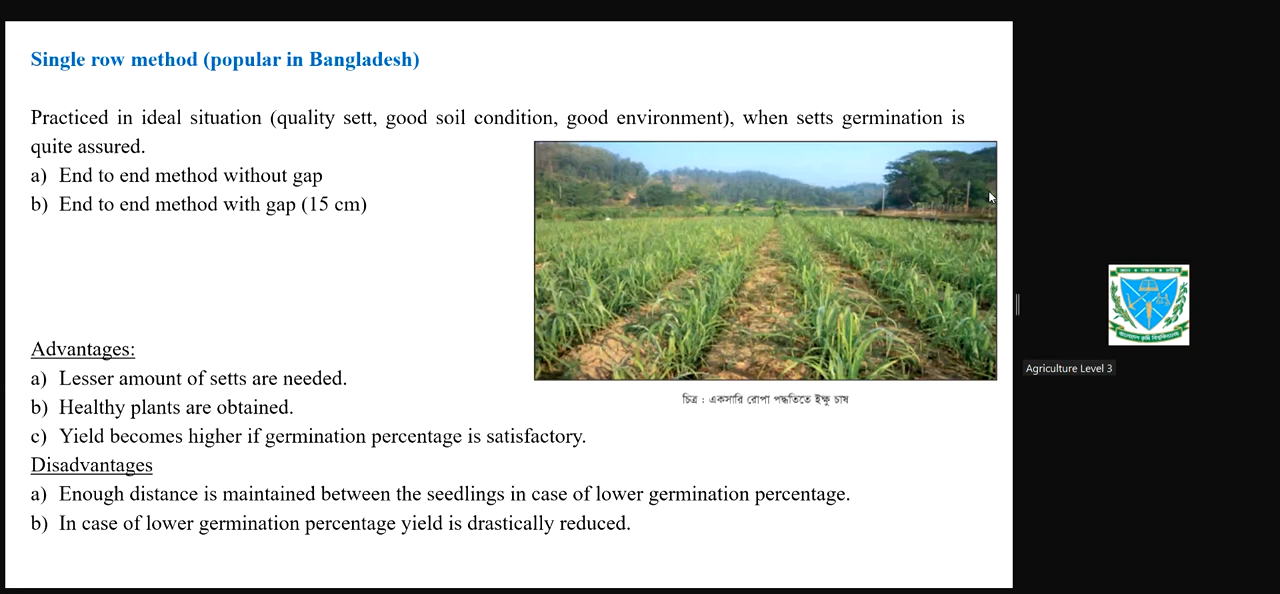 Single row method (popular in Bangladesh)
Practiced in ideal situation (quality sett, good soil condition, good environment), when setts germination is
quite assured.
a) End to end method without gap
b) End to end method with gap (15 cm)
Advantages:
a) Lesser amount of setts are needed.
b) Healthy plants are obtained.
চিত্র : একসারি রোপা পদ্ধতিতে ইক্ষু চাষ
c) Yield becomes higher if germination percentage is satisfactory.
Disadvantages
a) Enough distance is maintained between the seedlings in case of lower germination percentage.
b) In case of lower germination percentage yield is drastically reduced.
Agriculture Level 3